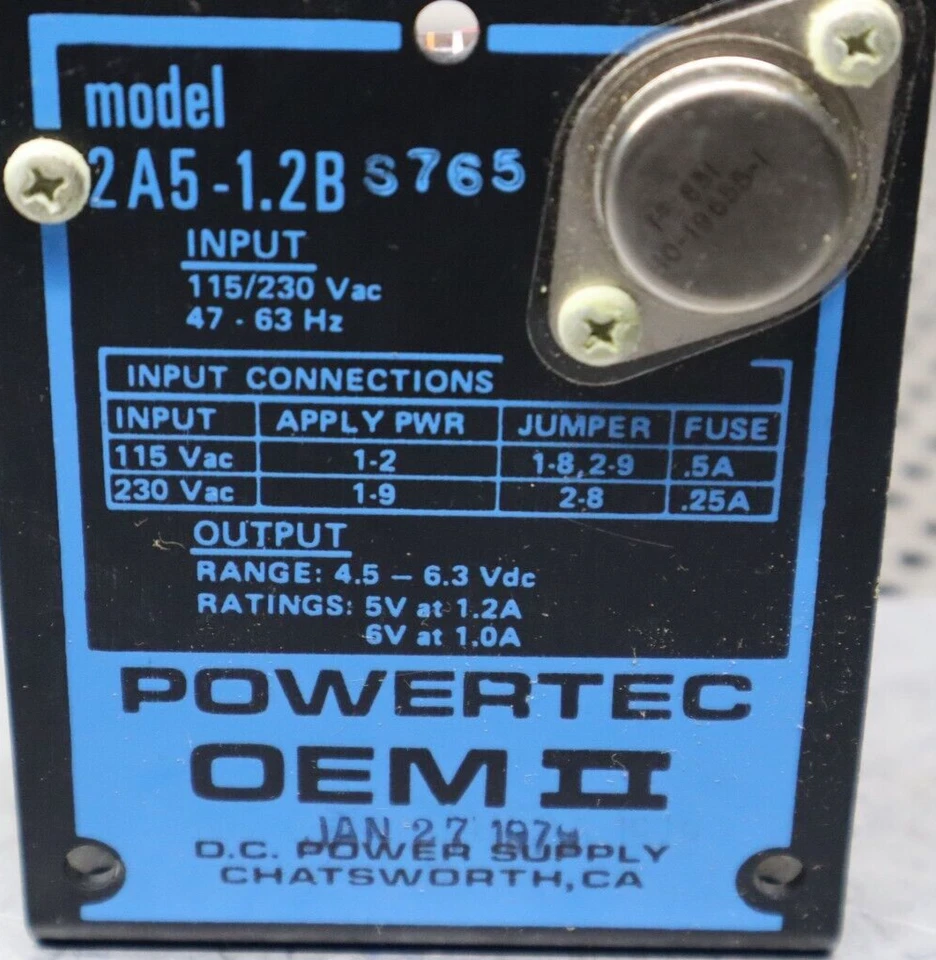 model
2A5-1.2B S765
INPUT
115/230 Vac
47 - 63 Hz
INPUT CONNECTIONS
INPUT APPLY PWR JUMPER FUSE
115 Vac 1-2 1-8,2-9 .5A
230 Vac 1-9 2-8 .25A
OUTPUT
RANGE: 4.5 – 6.3 Vdc
RATINGS: 5V at 1.2A
6V at 1.0A
POWERTEC
OEM II
JAN 27
D.C. POWER SUPPLY
CHATSWORTH, CA